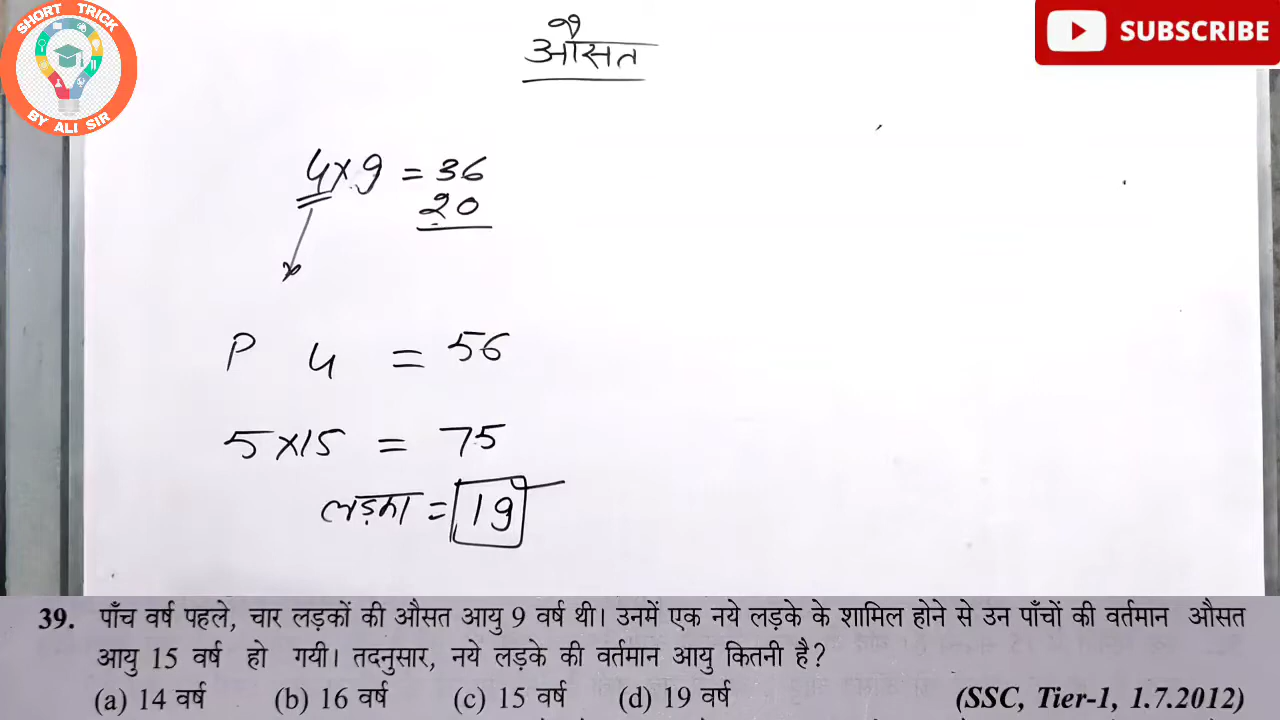 SHORT TRICK
BY ALI SIR
SUBSCRIBE
औसत
4×9 = 36
20
P 4 = 56
5×15 = 75
लड़का = 19
39. पाँच वर्ष पहले, चार लड़कों की औसत आयु 9 वर्ष थी। उनमें एक नये लड़के के शामिल होने से उन पाँचों की वर्तमान औसत
आयु 15 वर्ष हो गयी। तदनुसार, नये लड़के की वर्तमान आयु कितनी है?
(a) 14 वर्ष (b) 16 वर्ष (c) 15 वर्ष (d) 19 वर्ष (SSC, Tier-1, 1.7.2012)